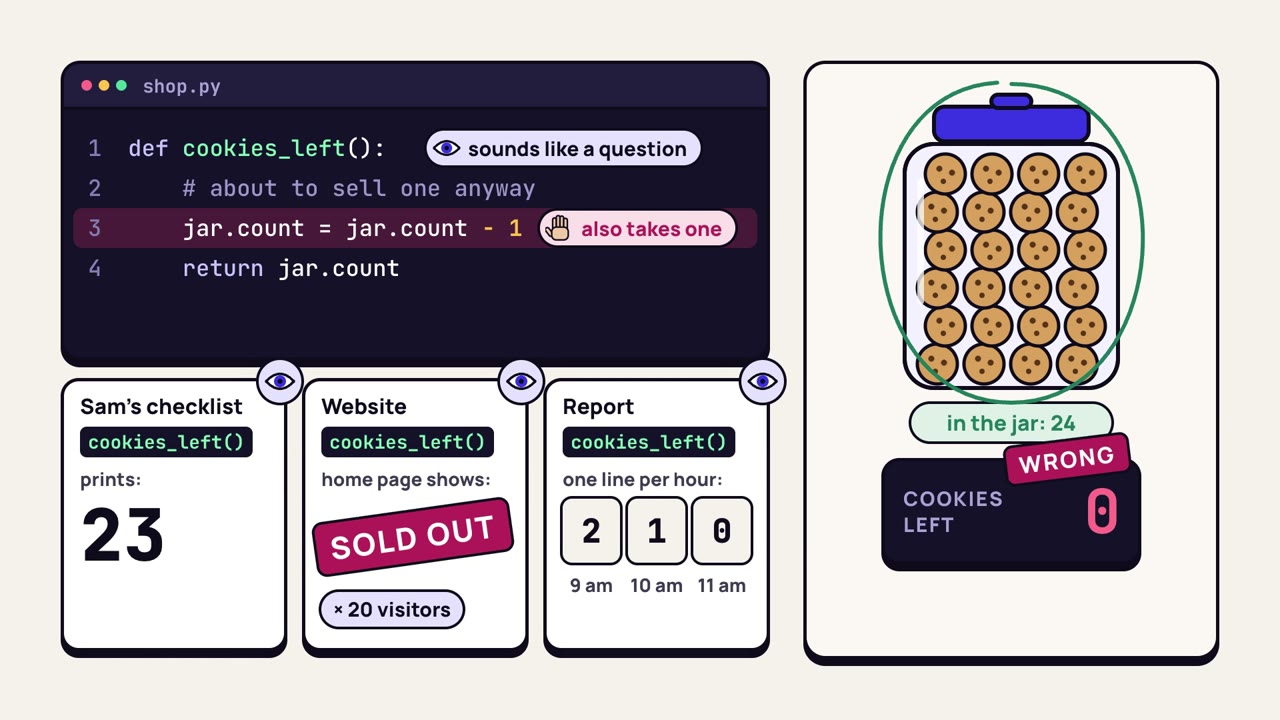 shop.py
1 def cookies_left():
sounds like a question
2 # about to sell one anyway
3 jar.count = jar.count - 1
also takes one
4 return jar.count
Sam's checklist
cookies_left()
prints:
23
Website
cookies_left()
home page shows:
SOLD OUT
× 20 visitors
Report
cookies_left()
one line per hour:
2 1 0
9 am 10 am 11 am
in the jar: 24
WRONG
COOKIES
LEFT
0